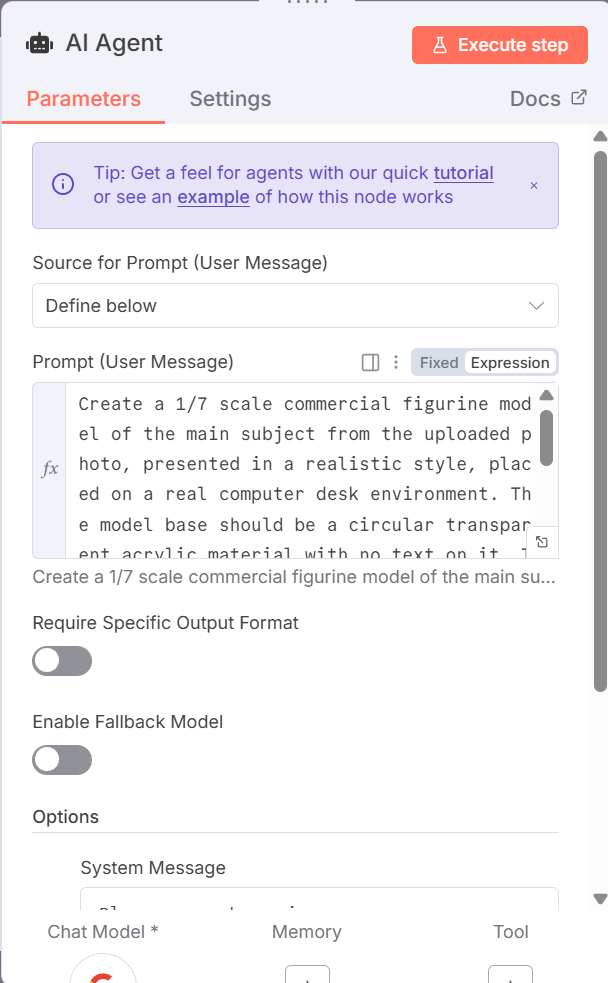 AI Agent
Execute step
Parameters
Settings
Docs
Tip: Get a feel for agents with our quick tutorial
or see an example of how this node works
×
Source for Prompt (User Message)
Define below
Prompt (User Message)
Fixed
Expression
fx
Create a 1/7 scale commercial figurine mod
el of the main subject from the uploaded p
hoto, presented in a realistic style, plac
ed on a real computer desk environment. Th
e model base should be a circular transpar
ent acrylic material with no text on it.
Create a 1/7 scale commercial figurine model of the main su...
Require Specific Output Format
Enable Fallback Model
Options
System Message
Chat Model *
Memory
Tool